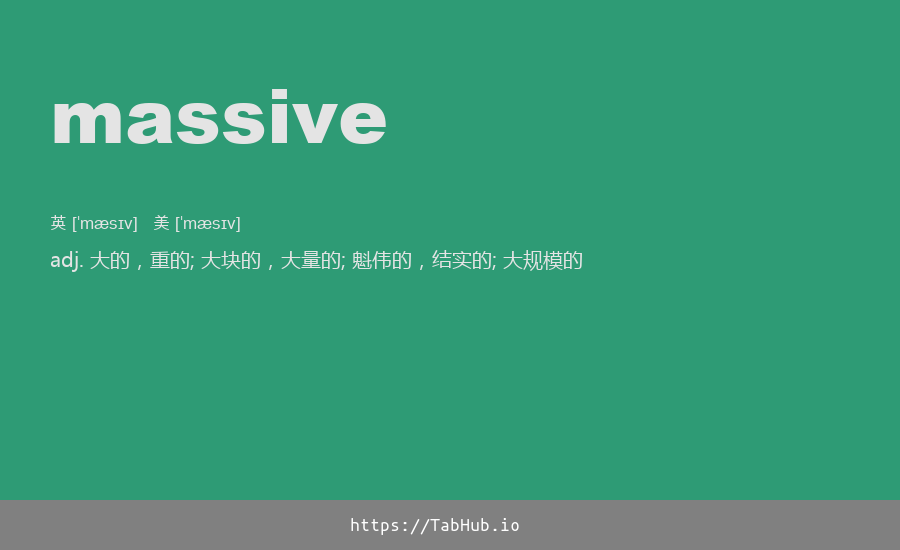 massive
英 [ˈmæsɪv] 美 [ˈmæsɪv]
adj. 大的，重的; 大块的，大量的; 魁伟的，结实的; 大规模的
https://TabHub.io